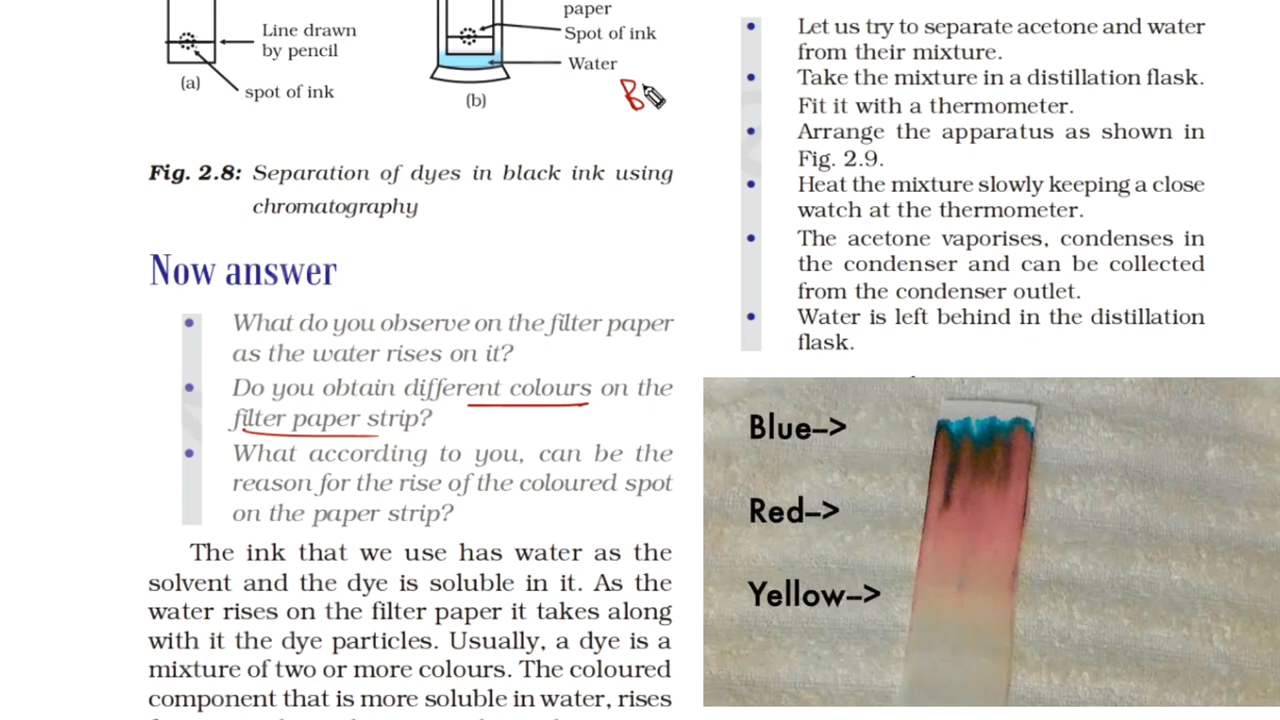 Line drawn
by pencil
spot of ink
(a)
paper
Spot of ink
Water
(b)
B
Fig. 2.8: Separation of dyes in black ink using
chromatography
Now answer
• What do you observe on the filter paper
as the water rises on it?
• Do you obtain different colours on the
filter paper strip?
• What according to you, can be the
reason for the rise of the coloured spot
on the paper strip?
The ink that we use has water as the
solvent and the dye is soluble in it. As the
water rises on the filter paper it takes along
with it the dye particles. Usually, a dye is a
mixture of two or more colours. The coloured
component that is more soluble in water, rises
• Let us try to separate acetone and water
from their mixture.
• Take the mixture in a distillation flask.
Fit it with a thermometer.
• Arrange the apparatus as shown in
Fig. 2.9.
• Heat the mixture slowly keeping a close
watch at the thermometer.
• The acetone vaporises, condenses in
the condenser and can be collected
from the condenser outlet.
• Water is left behind in the distillation
flask.
Blue–>
Red–>
Yellow–>